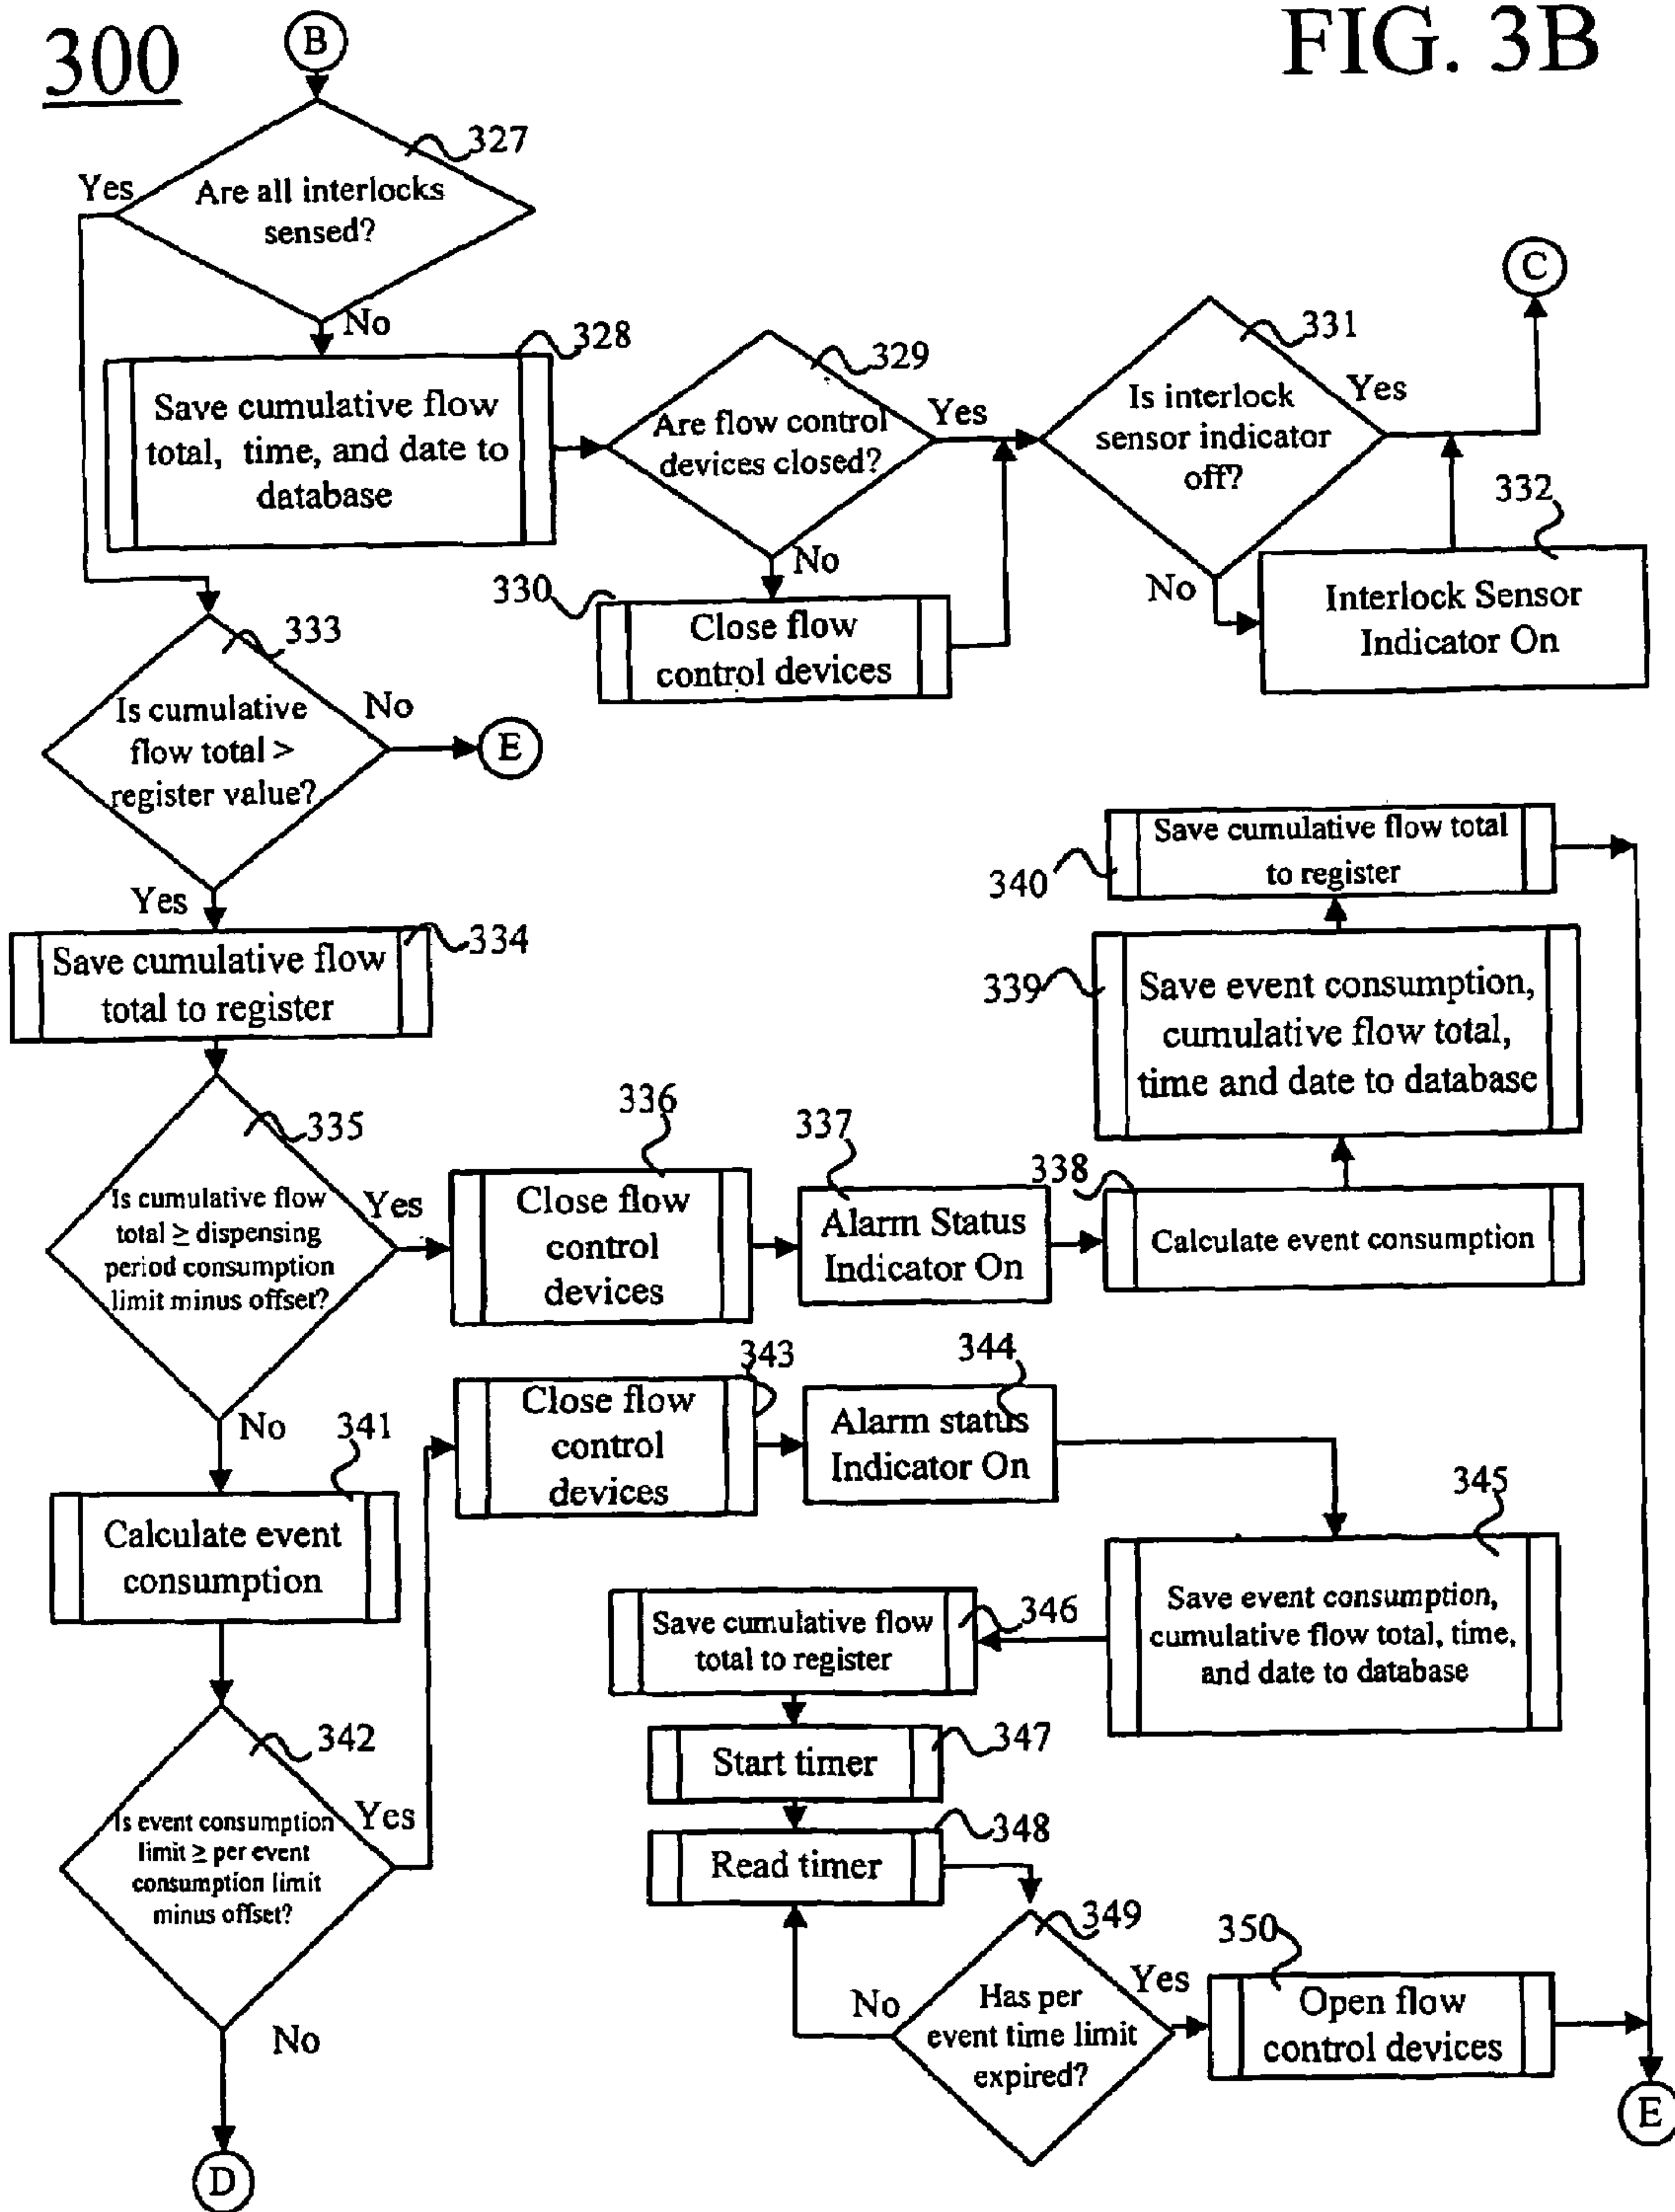 300
FIG. 3B
B
327
Yes
Are all interlocks
sensed?
No
C
328
Save cumulative flow
total, time, and date to
database
329
Are flow control
devices closed?
Yes
No
330
Close flow
control devices
331
Is interlock
sensor indicator
off?
Yes
No
332
Interlock Sensor
Indicator On
333
Is cumulative
flow total >
register value?
No
E
Yes
334
Save cumulative flow
total to register
335
Is cumulative flow
total ≥ dispensing
period consumption
limit minus offset?
Yes
336
Close flow
control
devices
337
Alarm Status
Indicator On
338
Calculate event consumption
339
Save event consumption,
cumulative flow total,
time and date to database
340
Save cumulative flow total
to register
No
341
Calculate event
consumption
342
Is event consumption
limit ≥ per event
consumption limit
minus offset?
Yes
343
Close flow
control
devices
344
Alarm status
Indicator On
345
Save event consumption,
cumulative flow total, time,
and date to database
346
Save cumulative flow
total to register
347
Start timer
348
Read timer
349
Has per
event time limit
expired?
No
Yes
350
Open flow
control devices
E
No
D